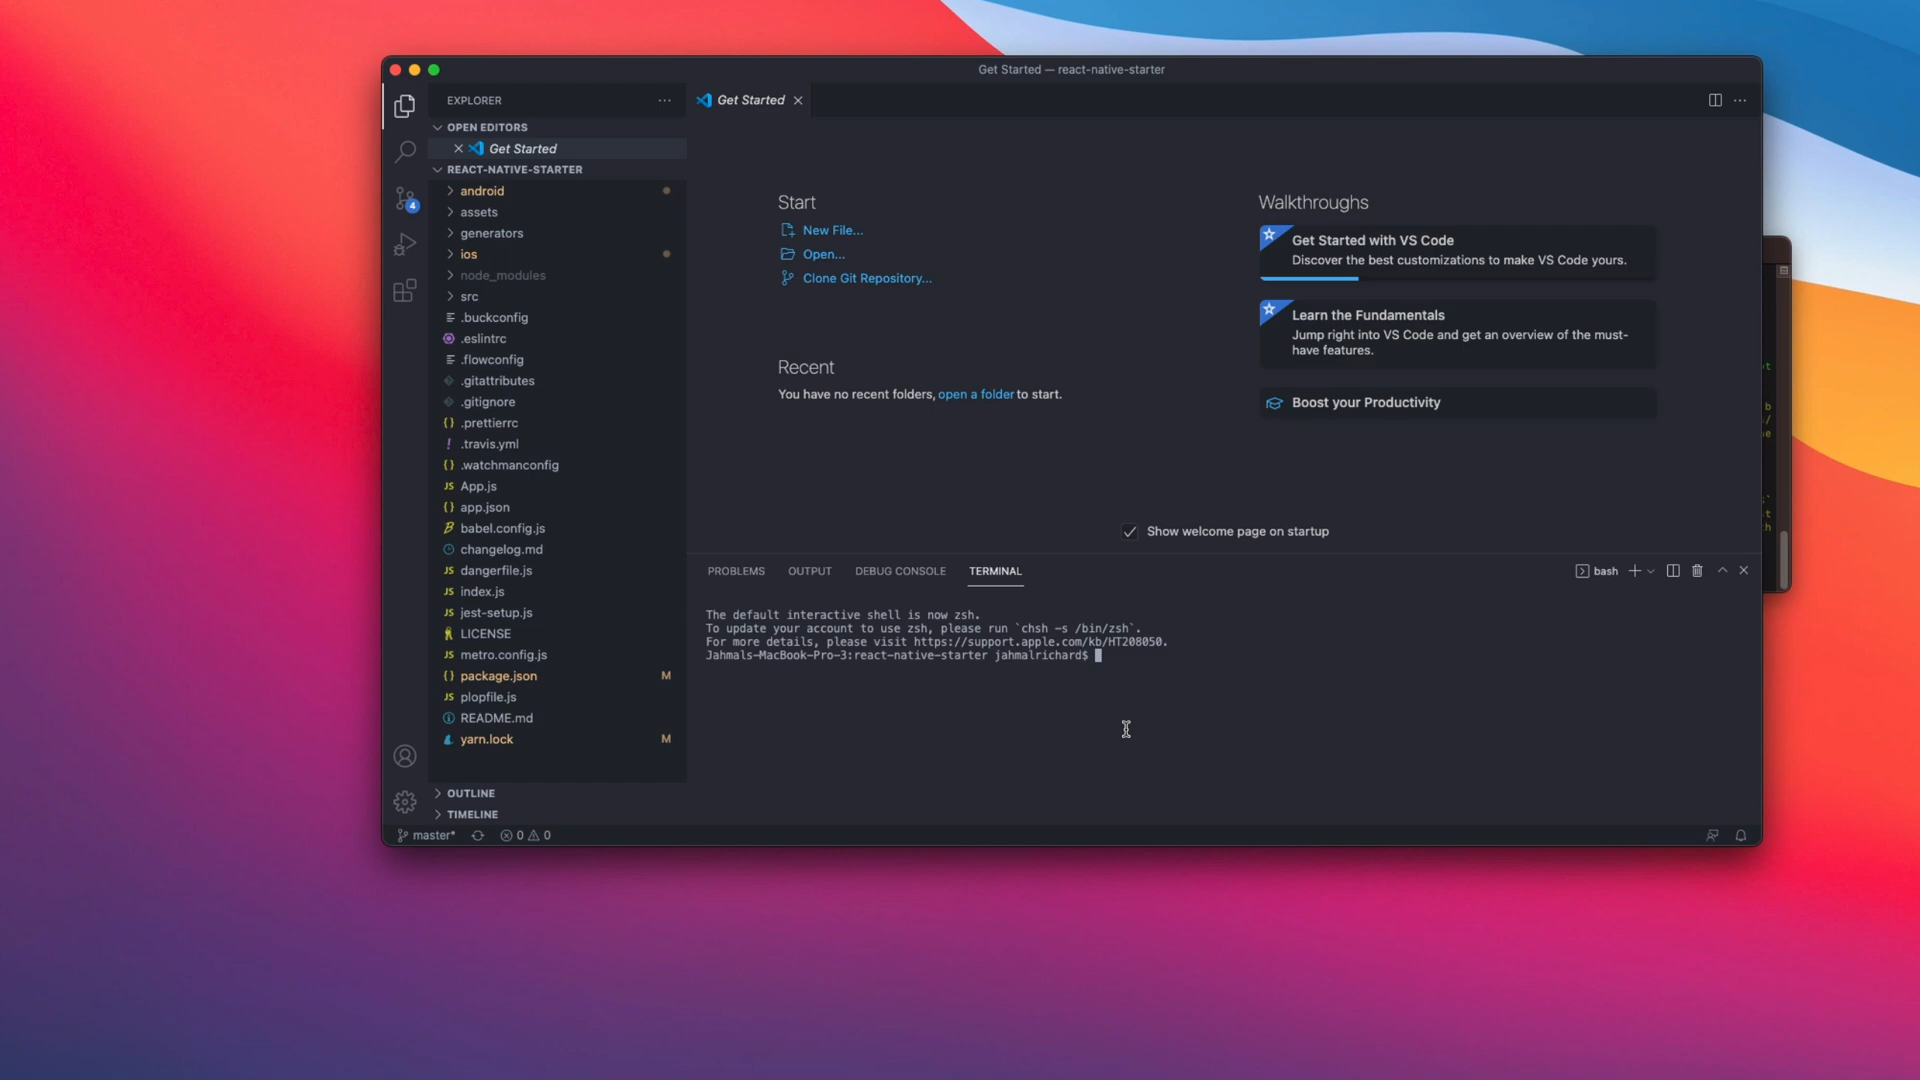 Get Started — react-native-starter
EXPLORER
Get Started
OPEN EDITORS
Get Started
REACT-NATIVE-STARTER
android
assets
generators
ios
node_modules
src
.buckconfig
.eslintrc
.flowconfig
.gitattributes
.gitignore
.prettierrc
.travis.yml
.watchmanconfig
JS App.js
app.json
babel.config.js
changelog.md
JS dangerfile.js
JS index.js
JS jest-setup.js
LICENSE
JS metro.config.js
package.json M
JS plopfile.js
README.md
yarn.lock M
OUTLINE
TIMELINE
4
Start
New File...
Open...
Clone Git Repository...
Recent
You have no recent folders, open a folder to start.
Walkthroughs
Get Started with VS Code
Discover the best customizations to make VS Code yours.
Learn the Fundamentals
Jump right into VS Code and get an overview of the must-
have features.
Boost your Productivity
Show welcome page on startup
PROBLEMS OUTPUT DEBUG CONSOLE TERMINAL
bash
The default interactive shell is now zsh.
To update your account to use zsh, please run `chsh -s /bin/zsh`.
For more details, please visit https://support.apple.com/kb/HT208050.
Jahmals-MacBook-Pro-3:react-native-starter jahmalrichard$
master* 0 0